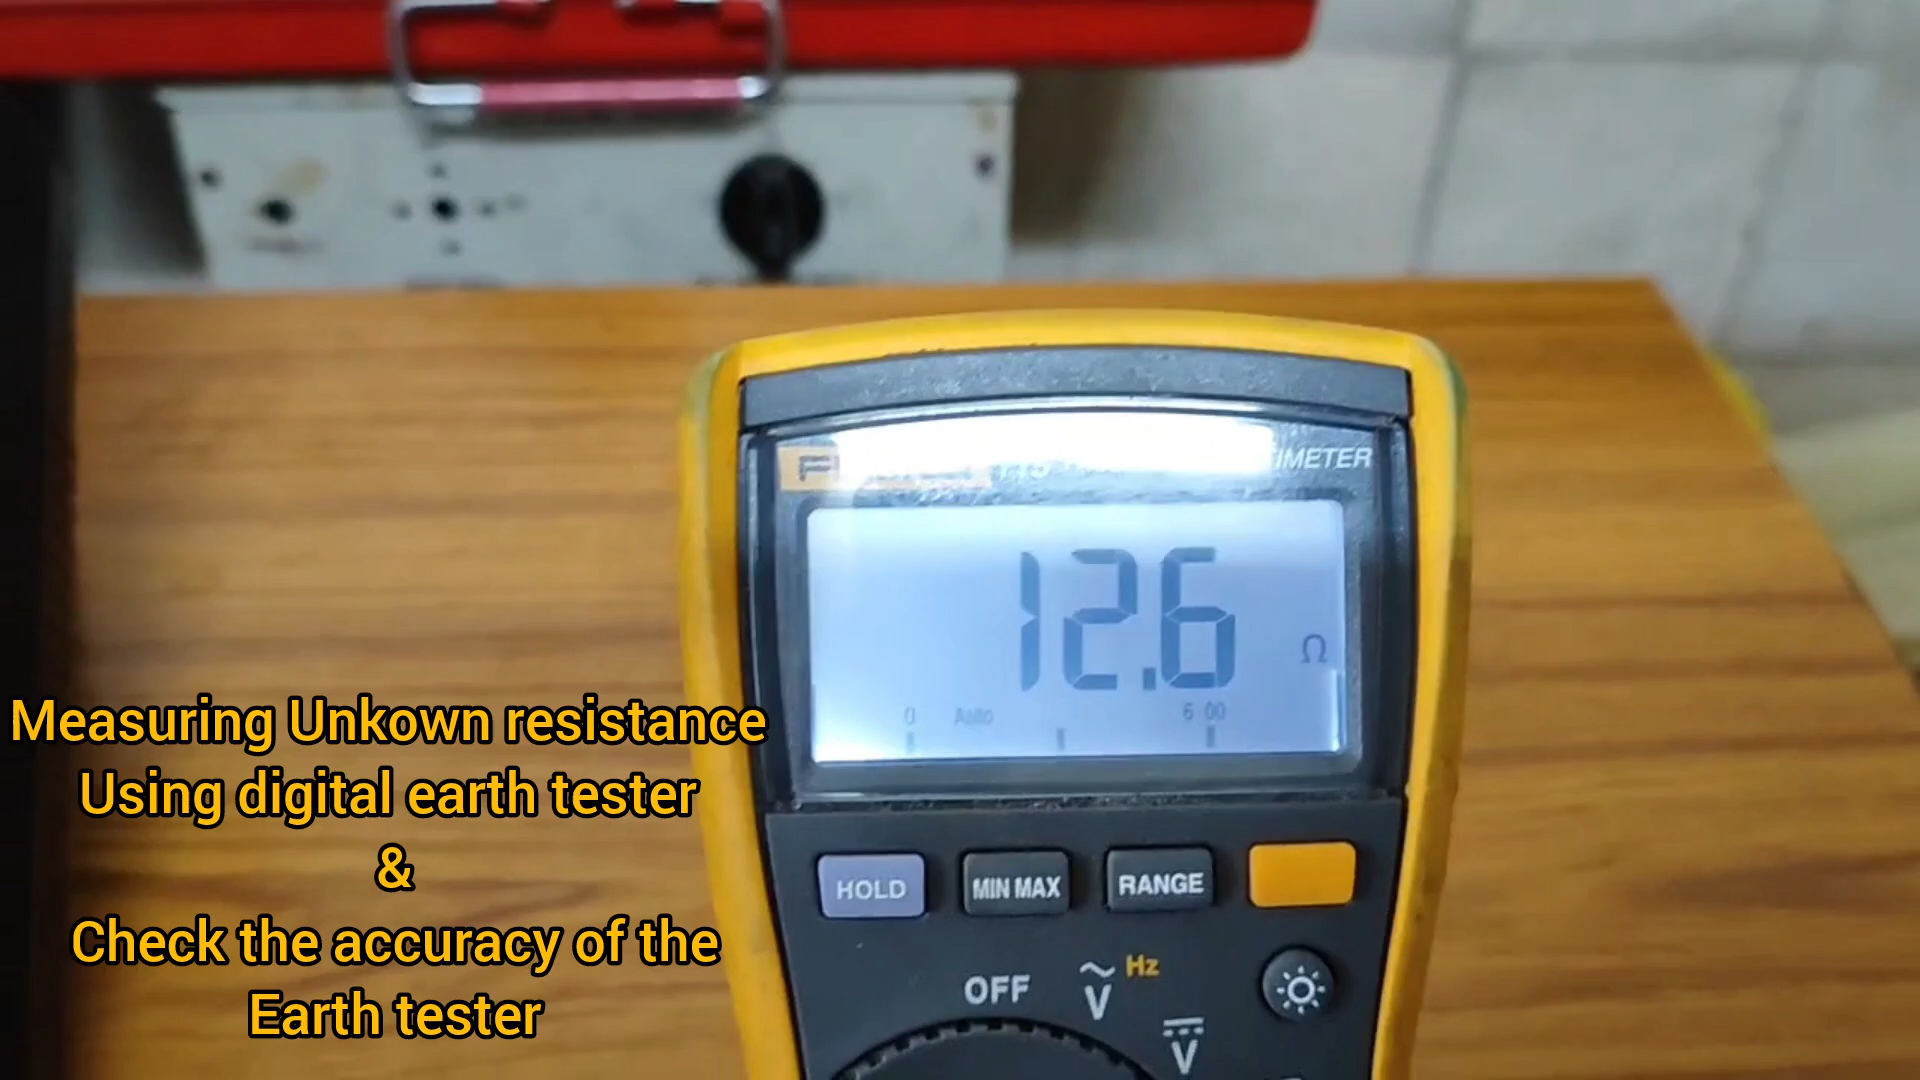 IMETER
12.6
Ω
0 Auto 6 00
Measuring Unkown resistance
Using digital earth tester
&
Check the accuracy of the
Earth tester
HOLD
MIN MAX
RANGE
OFF
V
Hz
V